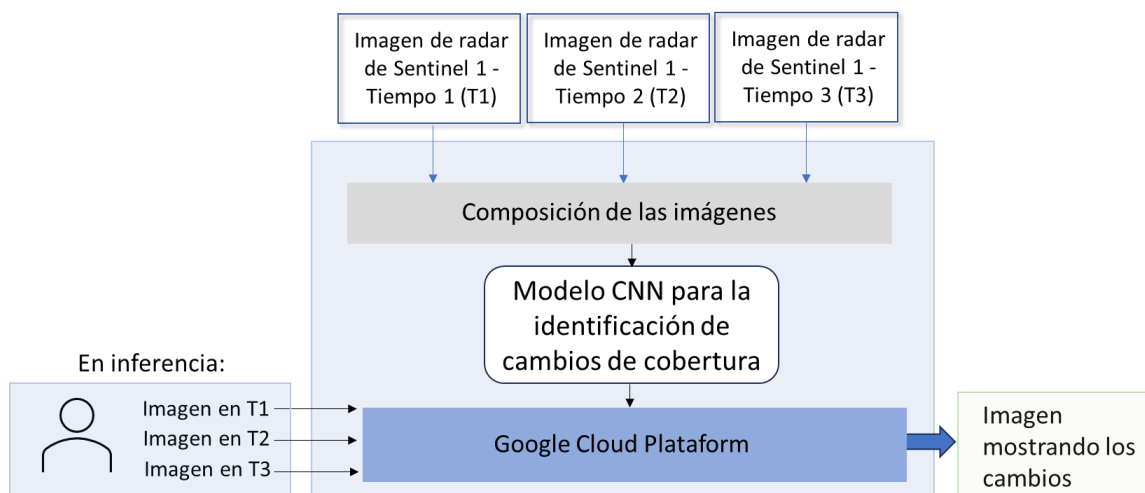 Imagen de radar
de Sentinel 1 -
Tiempo 1 (T1)
Imagen de radar
de Sentinel 1 -
Tiempo 2 (T2)
Imagen de radar
de Sentinel 1 -
Tiempo 3 (T3)
Composición de las imágenes
Modelo CNN para la
identificación de
cambios de cobertura
En inferencia:
Imagen en T1
Imagen en T2
Imagen en T3
Google Cloud Plataform
Imagen
mostrando los
cambios